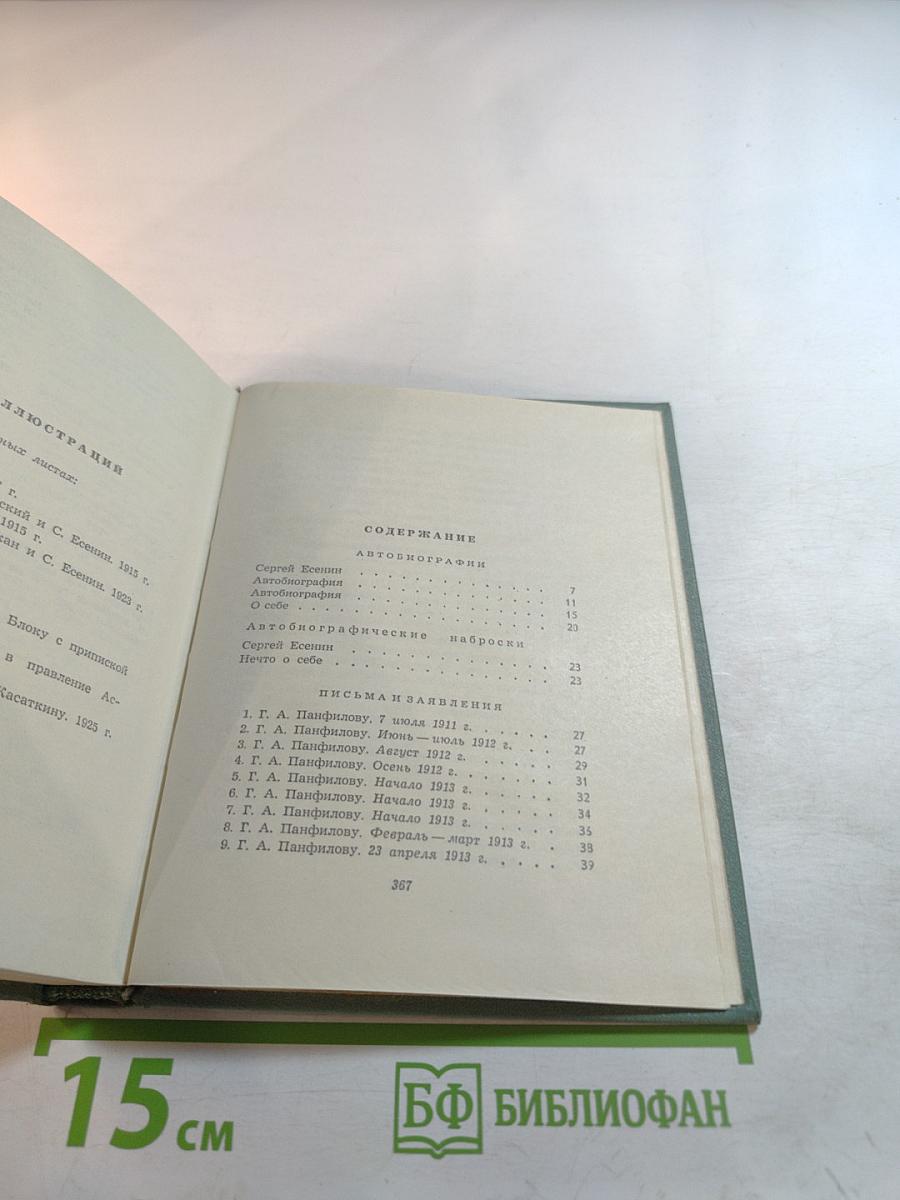 ЛЛЮСТРАЦИЙ
ных листах:
г.
ский и С. Есенин. 1915 г.
1915 г.
кан и С. Есенин. 1923 г.
Блоку с припиской
в правление Ас-
Касаткину. 1925 г.
СОДЕРЖАНИЕ
АВТОБИОГРАФИИ
Сергей Есенин . . . . . . . . . . . . . . 7
Автобиография . . . . . . . . . . . . . . 11
Автобиография . . . . . . . . . . . . . . 15
О себе . . . . . . . . . . . . . . . . . . 20
Автобиографические наброски
Сергей Есенин . . . . . . . . . . . . . . 23
Нечто о себе . . . . . . . . . . . . . . . 23
ПИСЬМА И ЗАЯВЛЕНИЯ
1. Г. А. Панфилову. 7 июля 1911 г. . . . . . . 27
2. Г. А. Панфилову. Июнь — июль 1912 г. . . . 27
3. Г. А. Панфилову. Август 1912 г. . . . . . . 29
4. Г. А. Панфилову. Осень 1912 г. . . . . . . 31
5. Г. А. Панфилову. Начало 1913 г. . . . . . . 32
6. Г. А. Панфилову. Начало 1913 г. . . . . . . 34
7. Г. А. Панфилову. Начало 1913 г. . . . . . . 35
8. Г. А. Панфилову. Февраль — март 1913 г. . 38
9. Г. А. Панфилову. 23 апреля 1913 г. . . . . 39
367
15 см
БФ БИБЛИОФАН